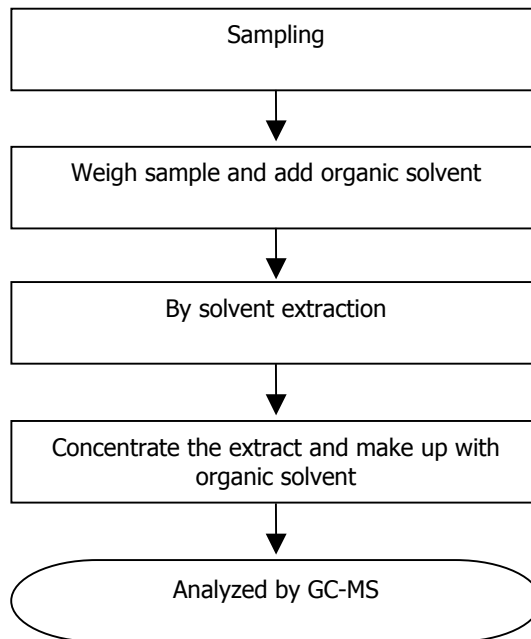 Sampling
Weigh sample and add organic solvent
By solvent extraction
Concentrate the extract and make up with
organic solvent
Analyzed by GC-MS